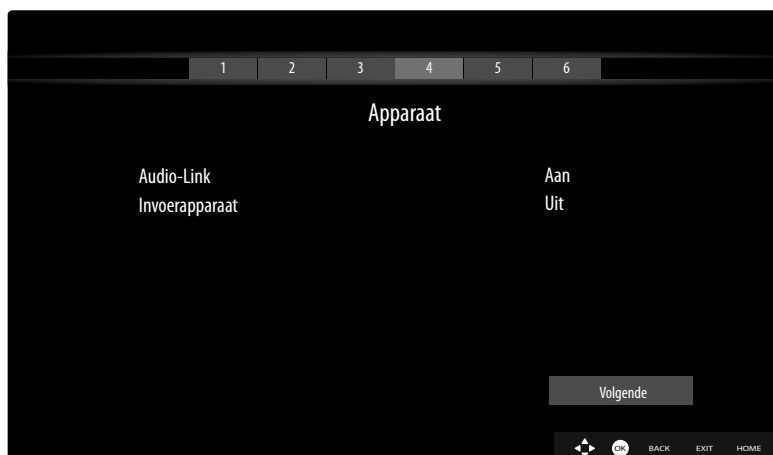 1 2 3 4 5 6
Apparaat
Audio-Link Aan
Invoerapparaat Uit
Volgende
OK BACK EXIT HOME